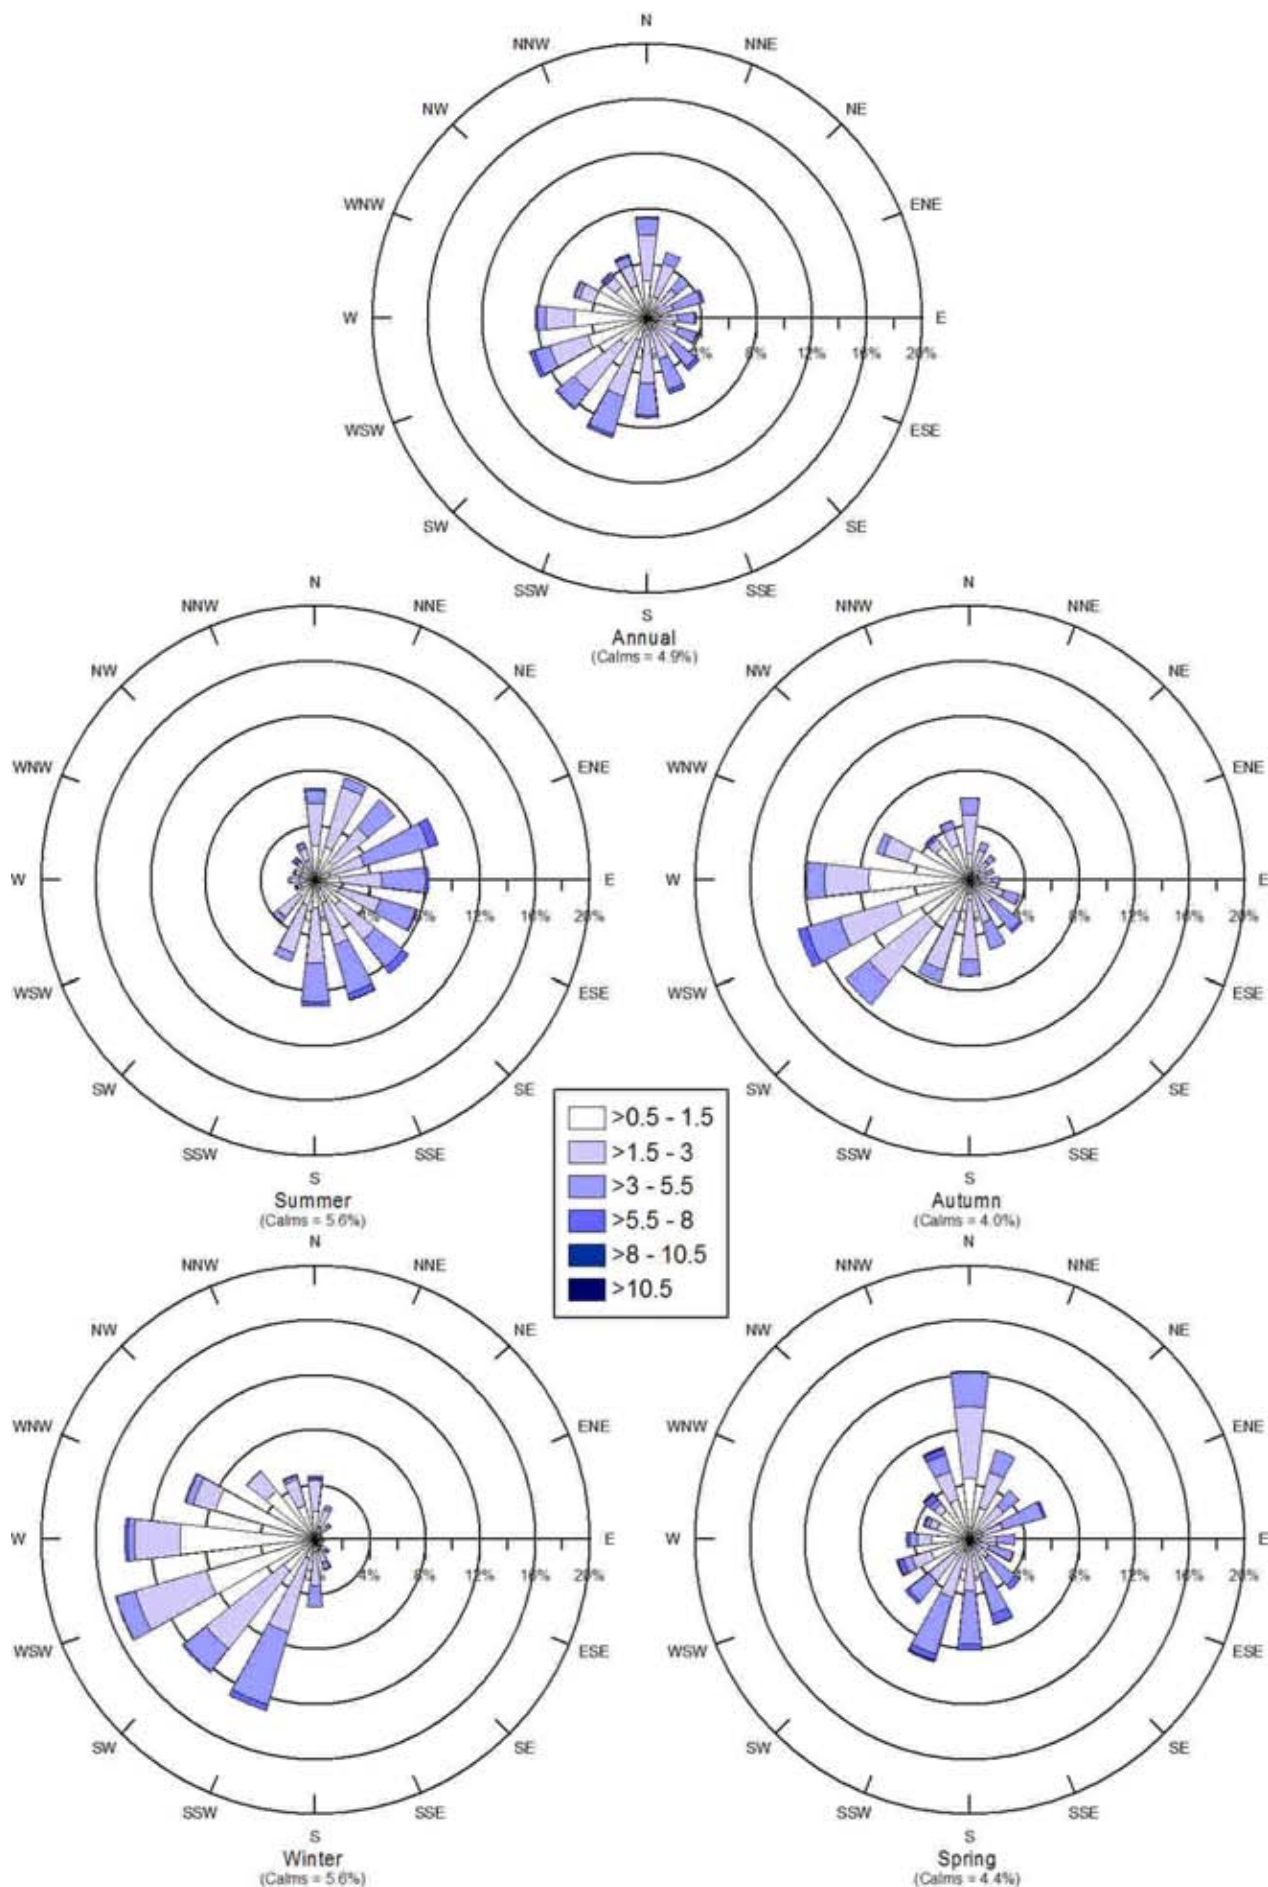 N
NNW NNE
NW NE
WNW ENE
W E
4% 8% 12% 16% 20%
WSW ESE
SW SE
SSW SSE
S
Annual
(Calms = 4.9%)
N
NNW NNE
NW NE
WNW ENE
W E
4% 8% 12% 16% 20%
WSW ESE
SW SE
SSW SSE
S
Summer
(Calms = 5.6%)
N
NNW NNE
NW NE
WNW ENE
W E
4% 8% 12% 16% 20%
WSW ESE
SW SE
SSW SSE
S
Autumn
(Calms = 4.0%)
>0.5 - 1.5
>1.5 - 3
>3 - 5.5
>5.5 - 8
>8 - 10.5
>10.5
N
NNW NNE
NW NE
WNW ENE
W E
4% 8% 12% 16% 20%
WSW ESE
SW SE
SSW SSE
S
Winter
(Calms = 5.6%)
N
NNW NNE
NW NE
WNW ENE
W E
4% 8% 12% 16% 20%
WSW ESE
SW SE
SSW SSE
S
Spring
(Calms = 4.4%)